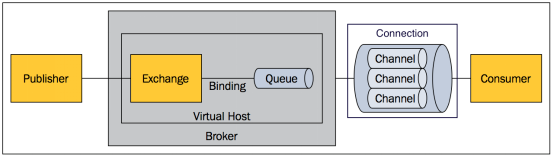 Publisher
Exchange
Binding
Queue
Virtual Host
Broker
Connection
Channel
Channel
Channel
Consumer